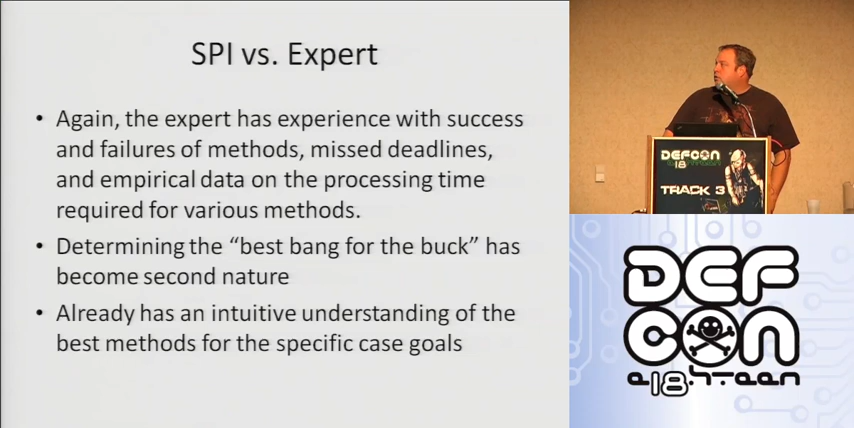 SPI vs. Expert
• Again, the expert has experience with success
and failures of methods, missed deadlines,
and empirical data on the processing time
required for various methods.
• Determining the “best bang for the buck” has
become second nature
• Already has an intuitive understanding of the
best methods for the specific case goals
DEFCON
18
TRACK 3
DEF
CON
e18hteen